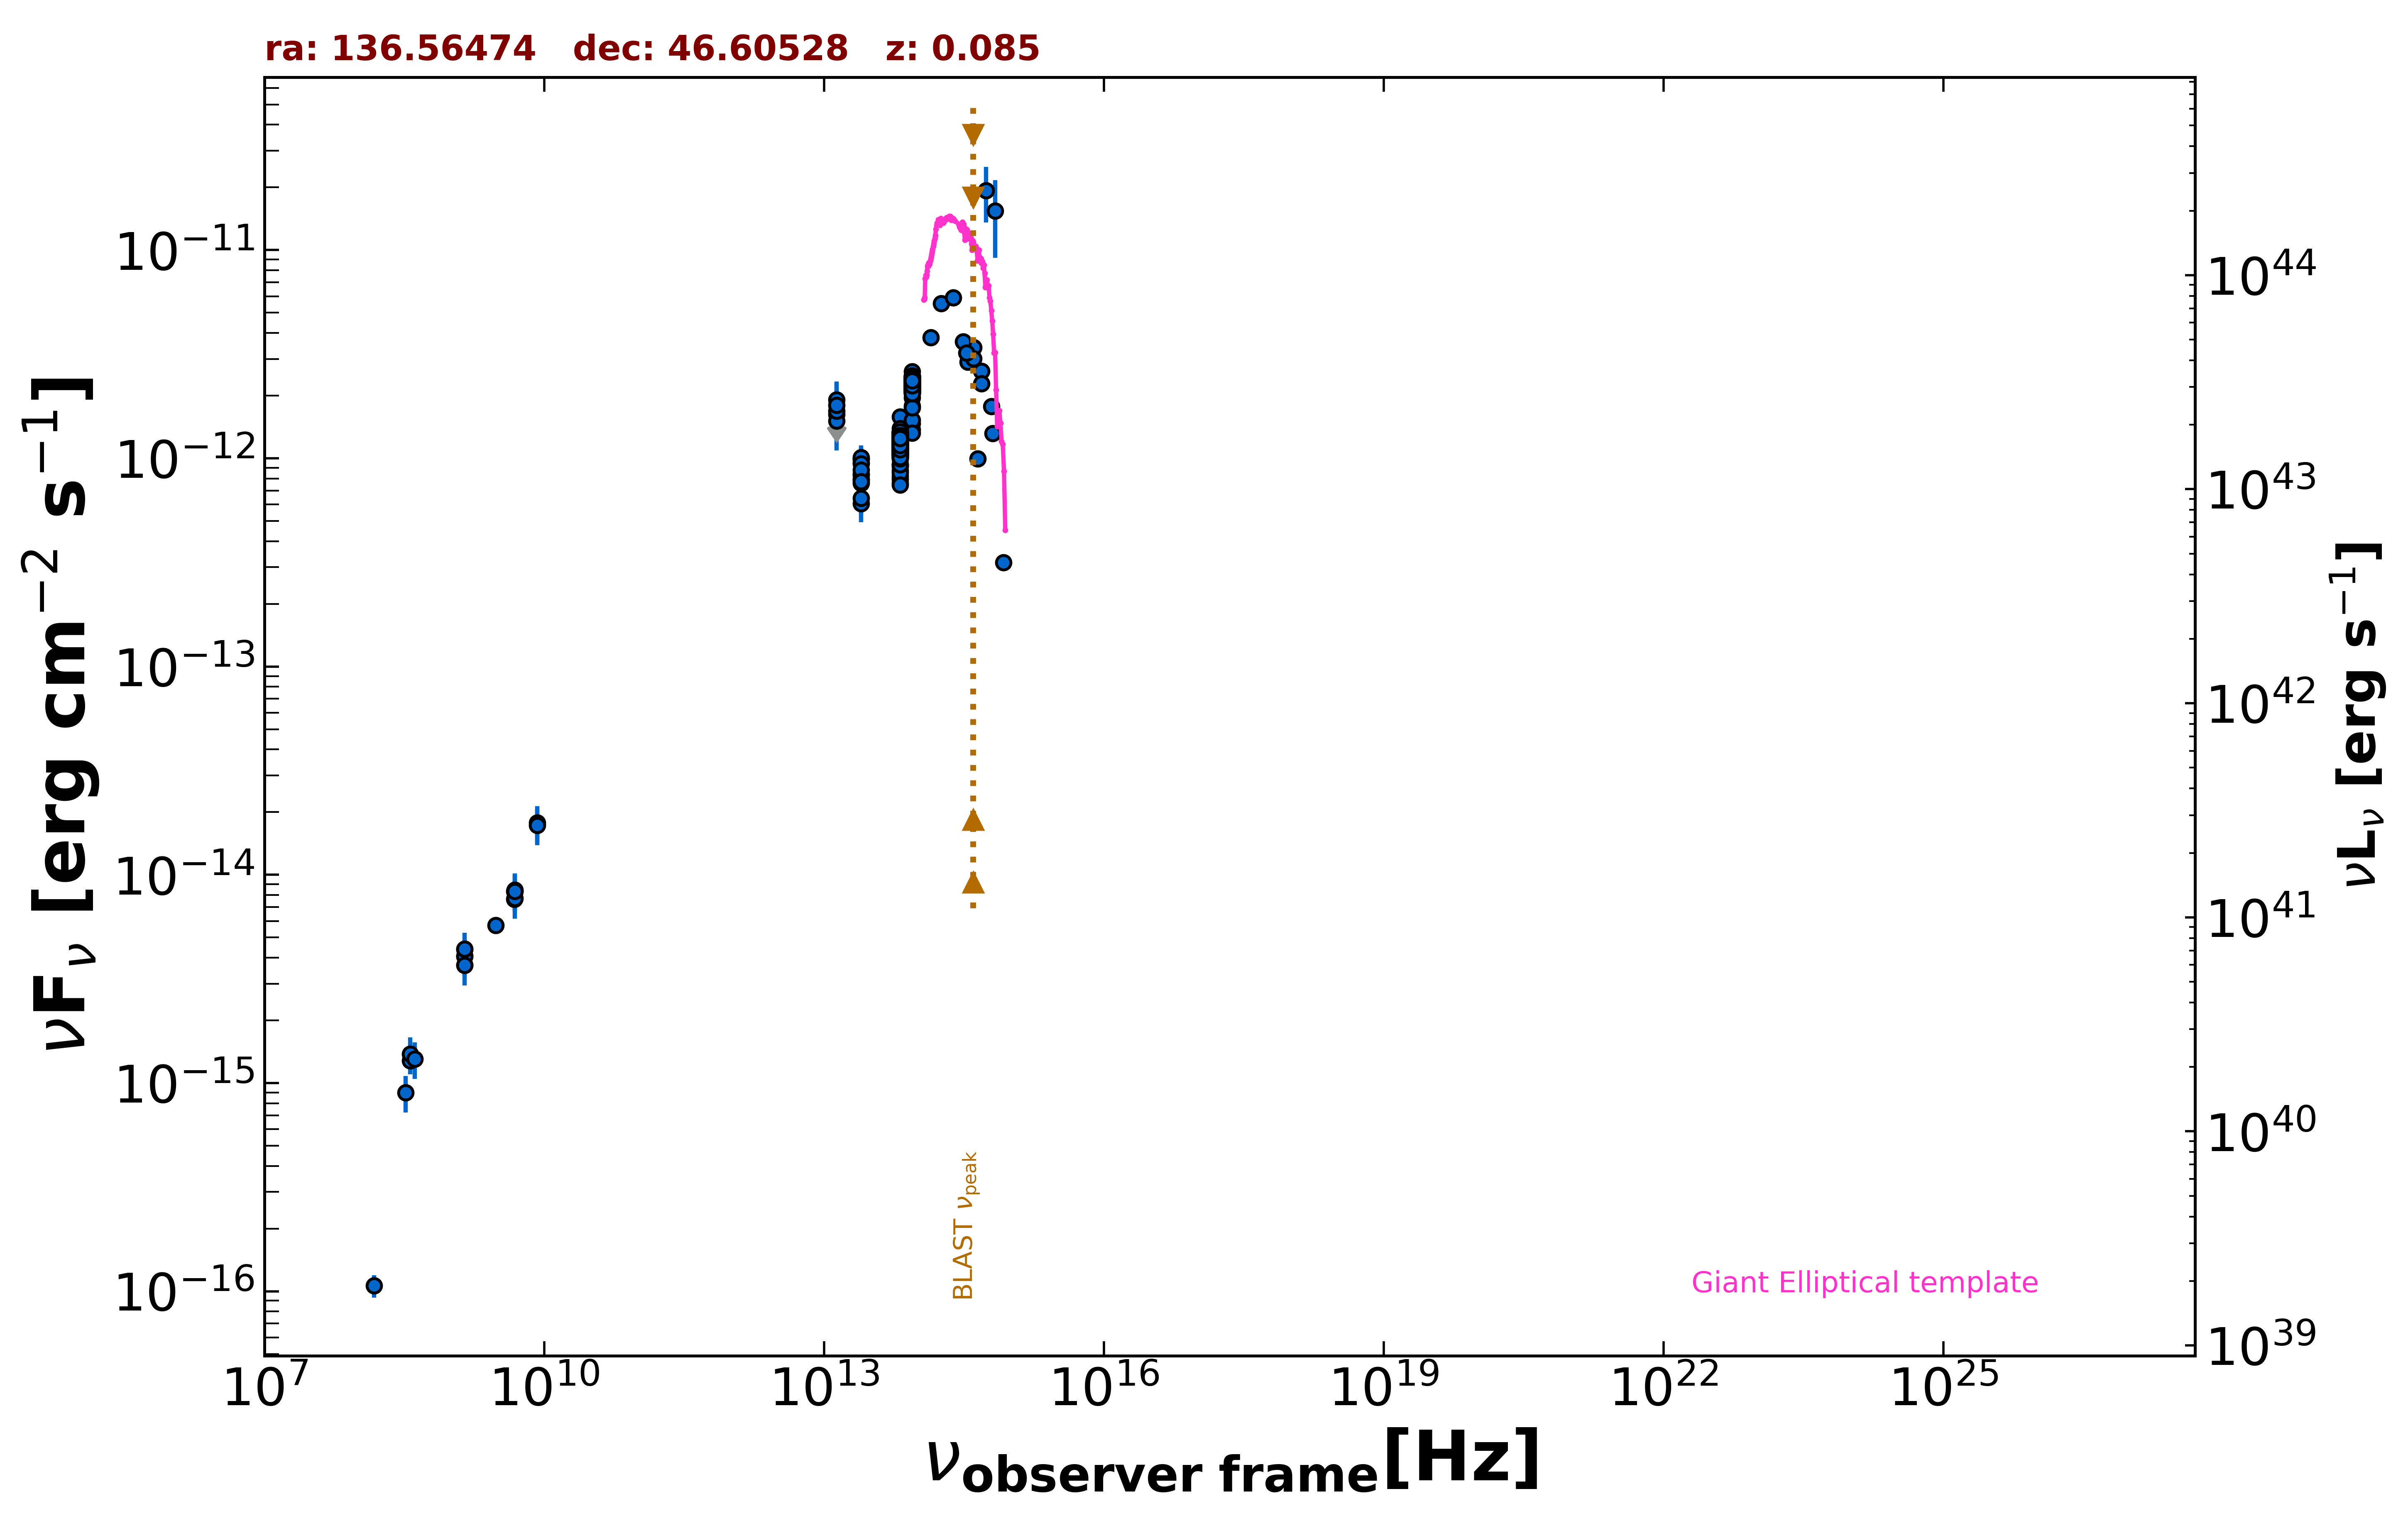 ra: 136.56474 dec: 46.60528 z: 0.085
νFν [erg cm−2 s−1]
10−11
10−12
10−13
10−14
10−15
10−16
νLν [erg s−1]
1044
1043
1042
1041
1040
1039
BLAST νpeak
Giant Elliptical template
107 1010 1013 1016 1019 1022 1025
νobserver frame[Hz]